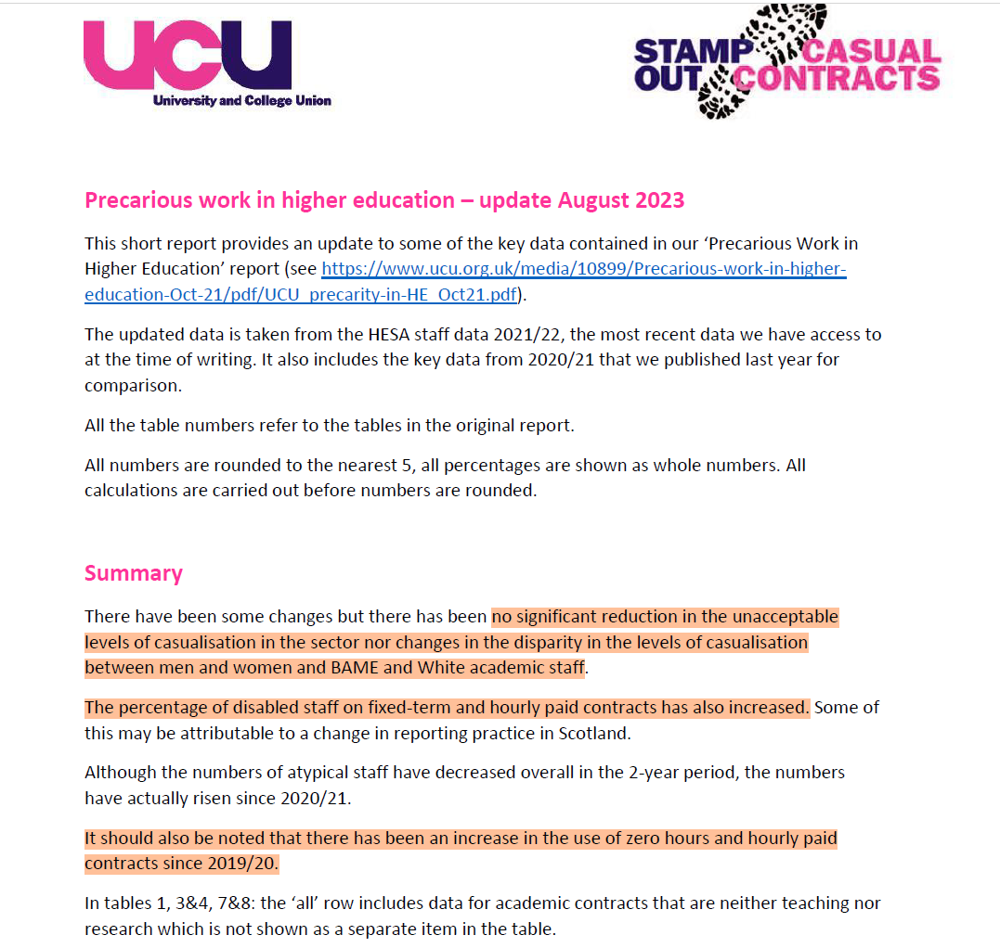 UCU
University and College Union
STAMP CASUAL
OUT CONTRACTS
Precarious work in higher education – update August 2023
This short report provides an update to some of the key data contained in our ‘Precarious Work in
Higher Education’ report (see https://www.ucu.org.uk/media/10899/Precarious-work-in-higher-
education-Oct-21/pdf/UCU_precarity-in-HE_Oct21.pdf).
The updated data is taken from the HESA staff data 2021/22, the most recent data we have access to
at the time of writing. It also includes the key data from 2020/21 that we published last year for
comparison.
All the table numbers refer to the tables in the original report.
All numbers are rounded to the nearest 5, all percentages are shown as whole numbers. All
calculations are carried out before numbers are rounded.
Summary
There have been some changes but there has been no significant reduction in the unacceptable
levels of casualisation in the sector nor changes in the disparity in the levels of casualisation
between men and women and BAME and White academic staff.
The percentage of disabled staff on fixed-term and hourly paid contracts has also increased. Some of
this may be attributable to a change in reporting practice in Scotland.
Although the numbers of atypical staff have decreased overall in the 2-year period, the numbers
have actually risen since 2020/21.
It should also be noted that there has been an increase in the use of zero hours and hourly paid
contracts since 2019/20.
In tables 1, 3&4, 7&8: the ‘all’ row includes data for academic contracts that are neither teaching nor
research which is not shown as a separate item in the table.